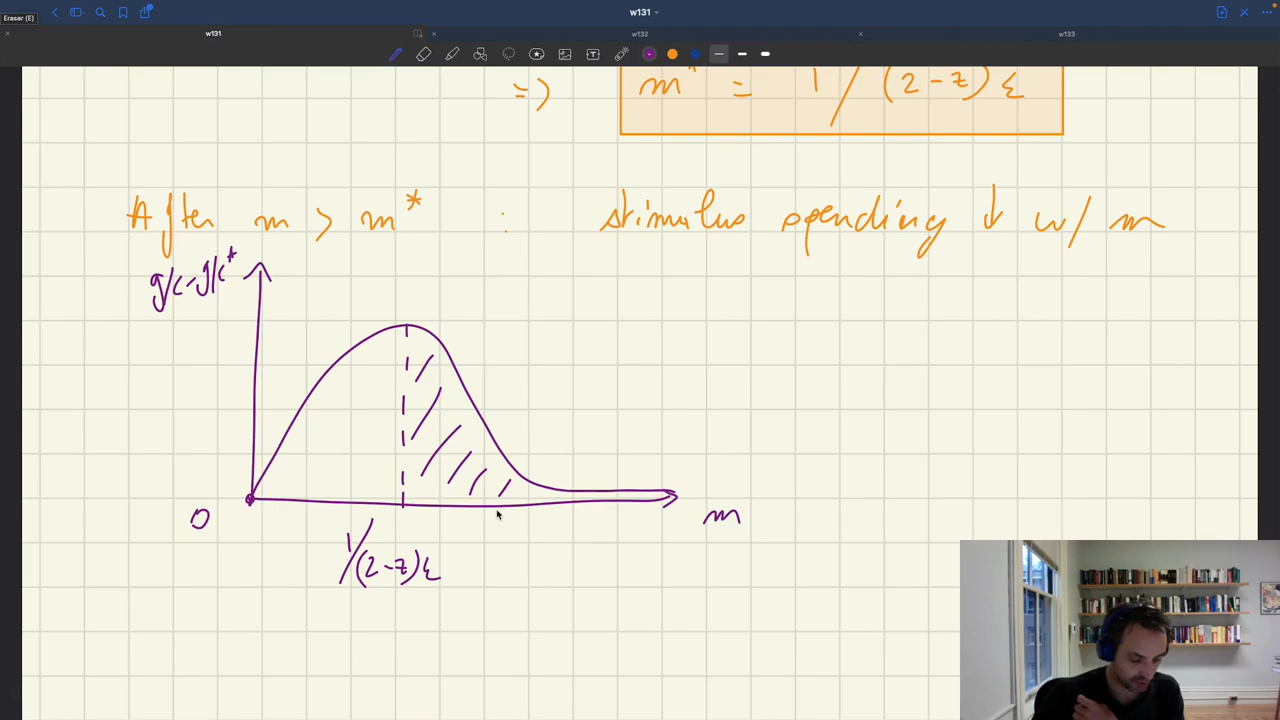 w131
Eraser (E)
w131
w132
w133
=) m* = 1/(2-z)ε
After m > m* : stimulus spending ↓ w/ m
g/c-g/c*
0
m
1/(2-z)ε